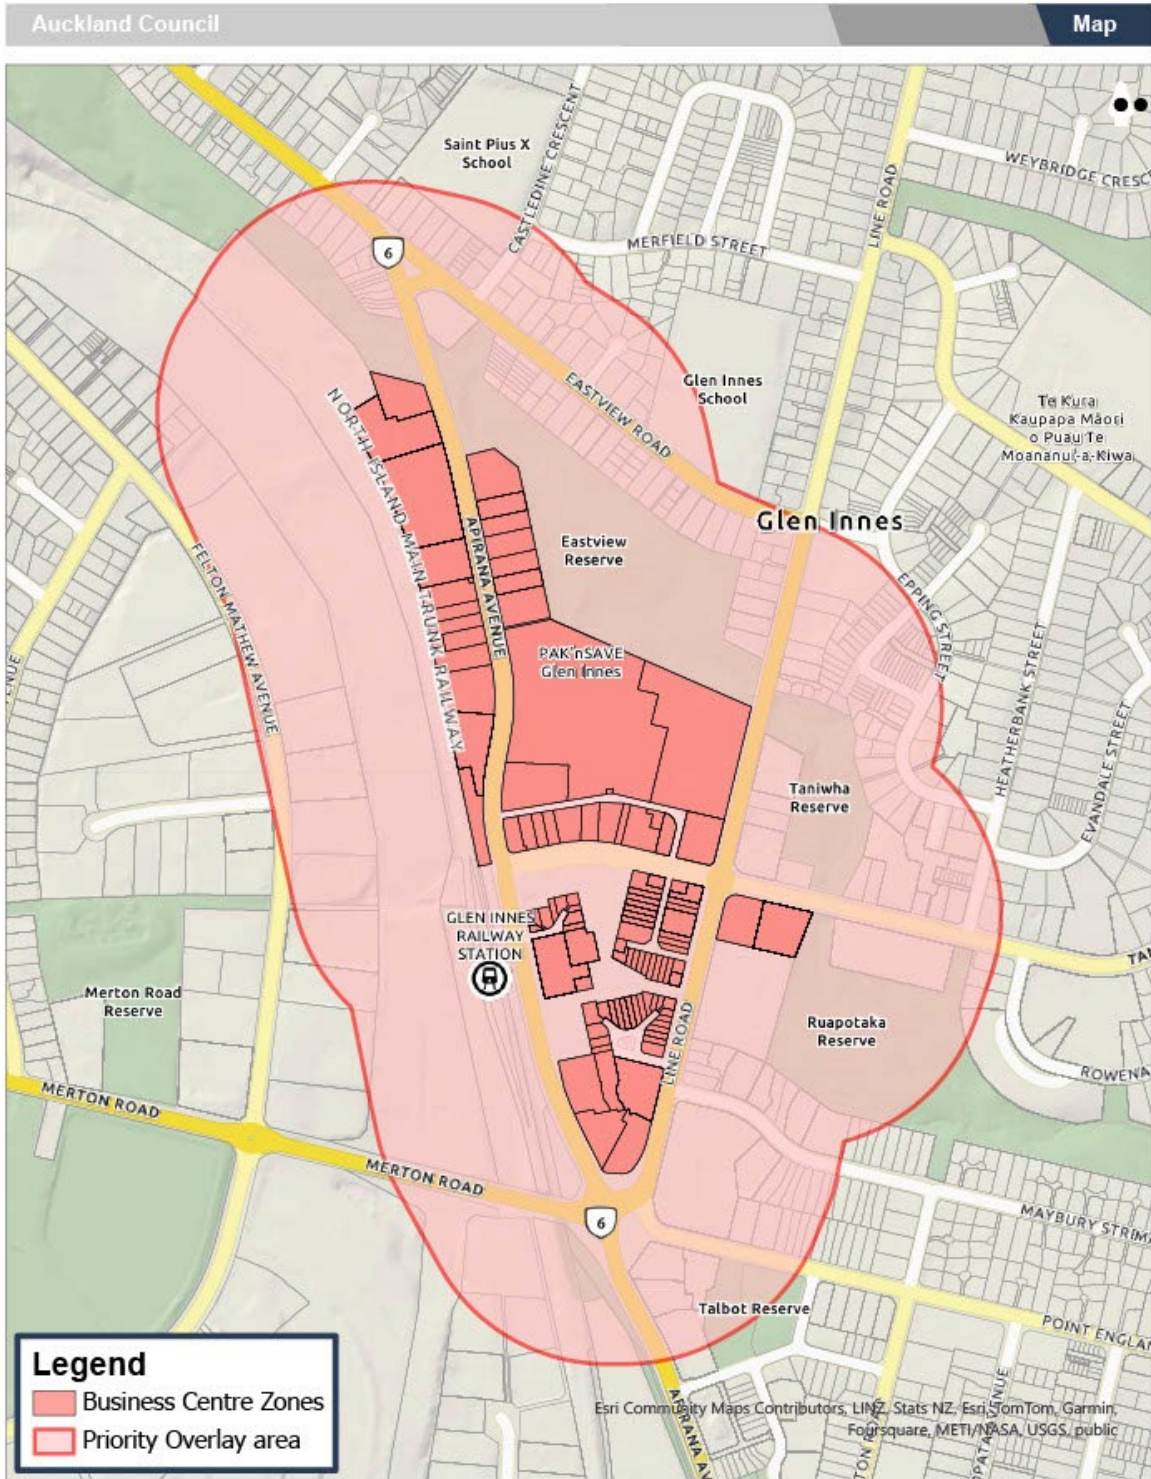 Auckland Council
Map
Saint Pius X
School
CASTLEDINE CRESCENT
WEYBRIDGE CRESC
LINE ROAD
MERFIELD STREET
6
Glen Innes
School
EASTVIEW ROAD
Te Kura
Kaupapa Māori
o Puau Te
Moananui-a-Kiwa
NORTH ISLAND MAIN TRUNK RAILWAY
Glen Innes
APIRANA AVENUE
Eastview
Reserve
FELTON MATHEW AVENUE
EPPING STREET
PAK'nSAVE
Glen Innes
HEATHERBANK STREET
ENUE
EVANDALE STREET
Taniwha
Reserve
GLEN INNES
RAILWAY
STATION
TA
Merton Road
Reserve
Ruapotaka
Reserve
LINE ROAD
ROWENA
MERTON ROAD
MERTON ROAD
MAYBURY STRIMA
6
Talbot Reserve
POINT ENGLAN
Legend
Business Centre Zones
Priority Overlay area
APIRANA AV
Esri Community Maps Contributors, LINZ, Stats NZ, Esri, TomTom, Garmin,
Foursquare, METI/NASA, USGS, public